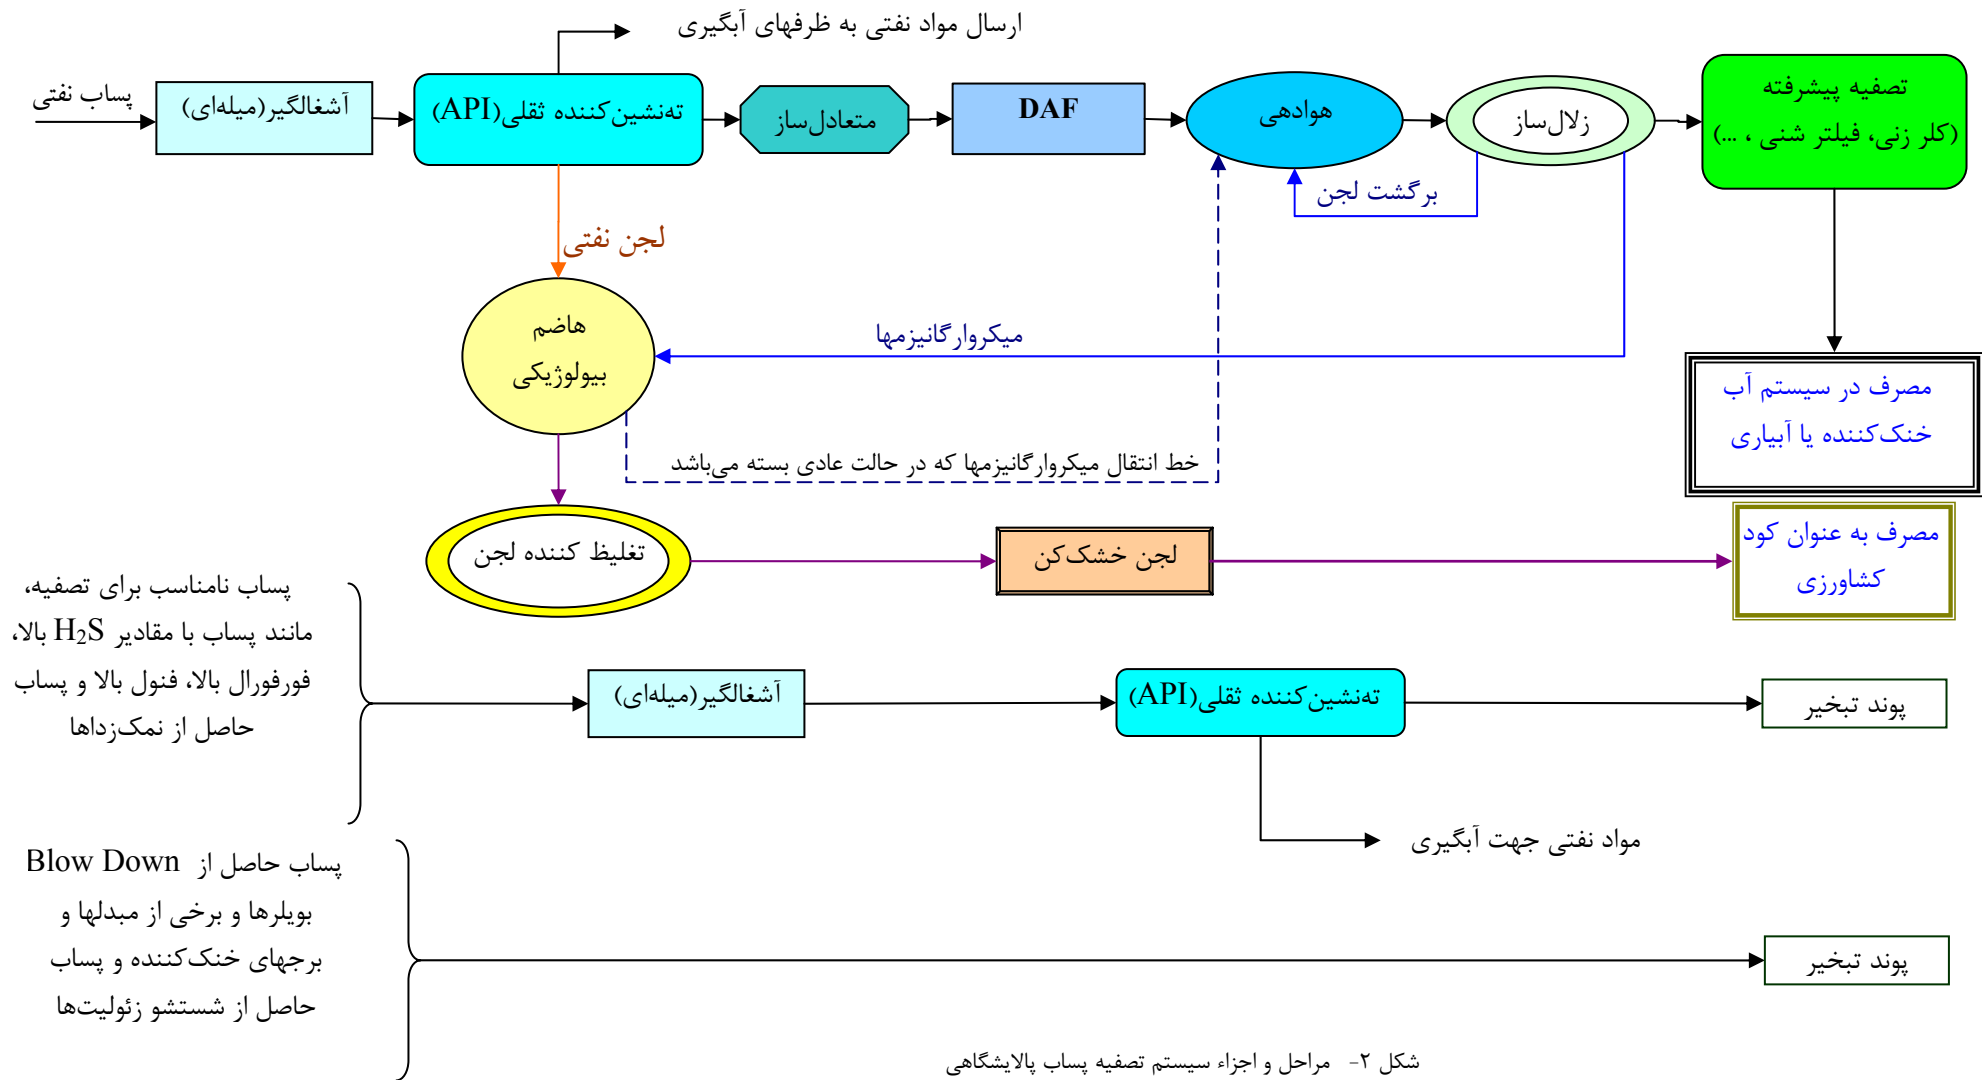 ارسال مواد نفتی به ظرفهای آبگیری
پساب نفتی
آشغالگیر(میله‌ای)
ته‌نشین‌کننده ثقلی(API)
متعادل‌ساز
DAF
هوادهی
زلال‌ساز
تصفیه پیشرفته
(کلر زنی، فیلتر شنی ، ...)
برگشت لجن
لجن نفتی
هاضم
بیولوژیکی
میکروارگانیزمها
مصرف در سیستم آب
خنک‌کننده یا آبیاری
خط انتقال میکروارگانیزمها که در حالت عادی بسته می‌باشد
تغلیظ کننده لجن
لجن خشک‌کن
مصرف به عنوان کود
کشاورزی
پساب نامناسب برای تصفیه،
مانند پساب با مقادیر H₂S بالا،
فورفورال بالا، فنول بالا و پساب
حاصل از نمک‌زداها
آشغالگیر(میله‌ای)
ته‌نشین‌کننده ثقلی(API)
پوند تبخیر
مواد نفتی جهت آبگیری
پساب حاصل از Blow Down
بویلرها و برخی از مبدلها و
برجهای خنک‌کننده و پساب
حاصل از شستشو زئولیت‌ها
پوند تبخیر
شکل ۲- مراحل و اجزاء سیستم تصفیه پساب پالایشگاهی